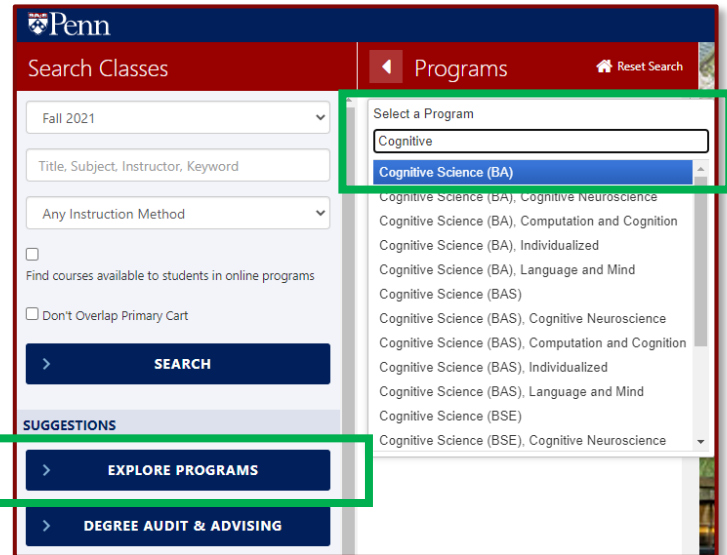 Penn
Search Classes
Fall 2021
Title, Subject, Instructor, Keyword
Any Instruction Method
Find courses available to students in online programs
Don't Overlap Primary Cart
SEARCH
SUGGESTIONS
EXPLORE PROGRAMS
DEGREE AUDIT & ADVISING
Programs
Reset Search
Select a Program
Cognitive
Cognitive Science (BA)
Cognitive Science (BA), Cognitive Neuroscience
Cognitive Science (BA), Computation and Cognition
Cognitive Science (BA), Individualized
Cognitive Science (BA), Language and Mind
Cognitive Science (BAS)
Cognitive Science (BAS), Cognitive Neuroscience
Cognitive Science (BAS), Computation and Cognition
Cognitive Science (BAS), Individualized
Cognitive Science (BAS), Language and Mind
Cognitive Science (BSE)
Cognitive Science (BSE), Cognitive Neuroscience